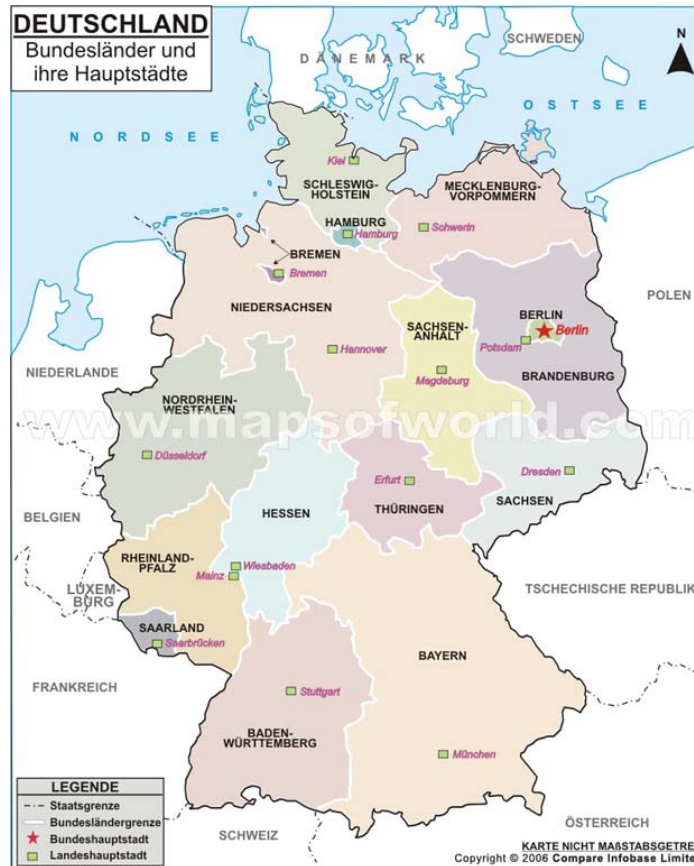 DEUTSCHLAND
Bundesländer und
ihre Hauptstädte
SCHWEDEN
DÄNEMARK
N
OSTSEE
NORDSEE
Kiel
SCHLESWIG-
HOLSTEIN
MECKLENBURG-
VORPOMMERN
HAMBURG
Hamburg
Schwerin
BREMEN
Bremen
NIEDERSACHSEN
POLEN
BERLIN
Berlin
SACHSEN-
ANHALT
Potsdam
Hannover
NIEDERLANDE
Magdeburg
BRANDENBURG
NORDRHEIN-
WESTFALEN
www.mapsofworld.com
Düsseldorf
Dresden
Erfurt
SACHSEN
HESSEN
THÜRINGEN
BELGIEN
RHEINLAND-
PFALZ
Wiesbaden
Mainz
LUXEM-
BURG
TSCHECHISCHE REPUBLIK
SAARLAND
Saarbrücken
BAYERN
FRANKREICH
Stuttgart
BADEN-
WÜRTTEMBERG
München
LEGENDE
Staatsgrenze
Bundesländergrenze
Bundeshauptstadt
Landeshauptstadt
SCHWEIZ
ÖSTERREICH
KARTE NICHT MAßSTABSGETRE
Copyright © 2006 Compare Infobase Limite